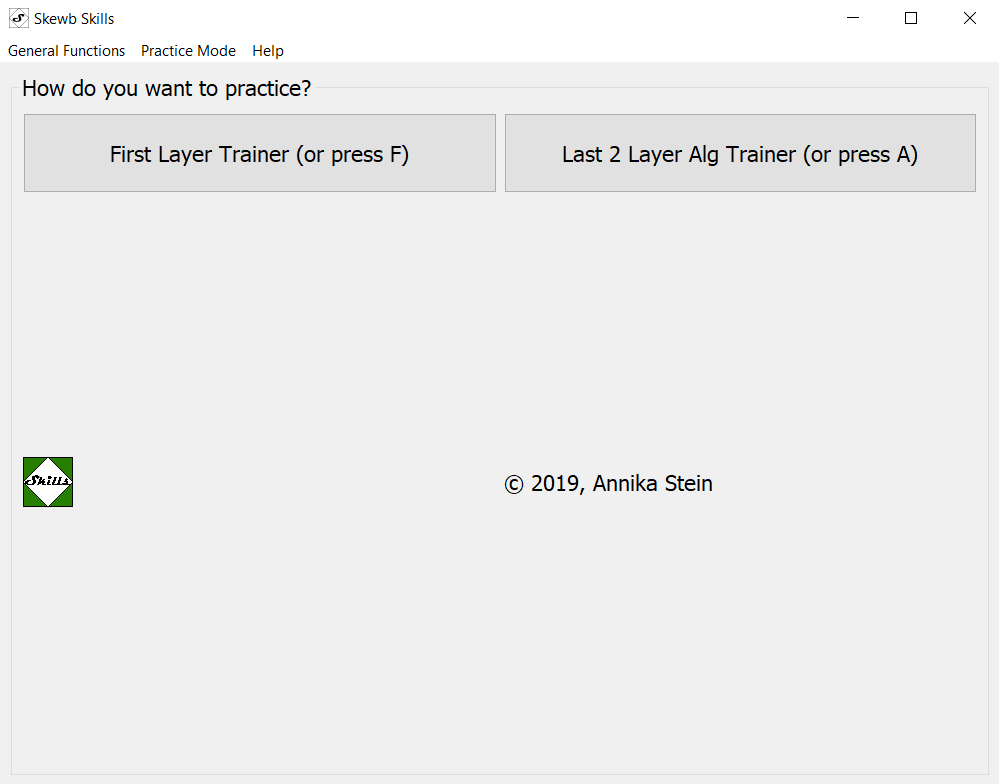 Skewb Skills
General Functions Practice Mode Help
How do you want to practice?
First Layer Trainer (or press F) Last 2 Layer Alg Trainer (or press A)
Skills © 2019, Annika Stein